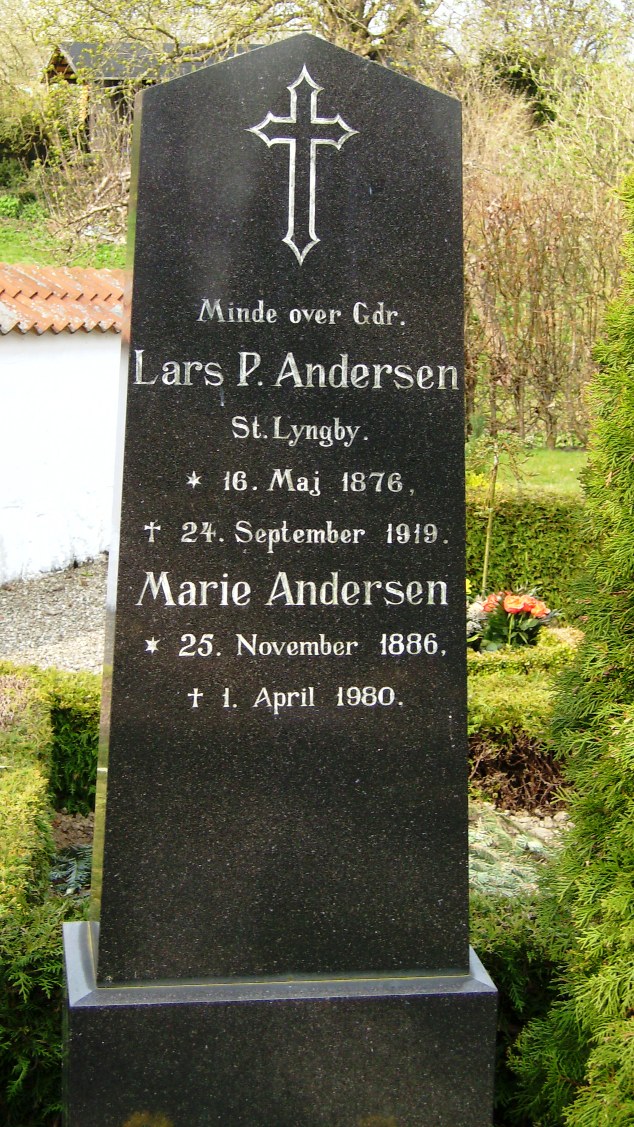 Minde over Gdr.
Lars P. Andersen
St. Lyngby.
* 16. Maj 1876,
† 24. September 1919.
Marie Andersen
* 25. November 1886,
† 1. April 1980.